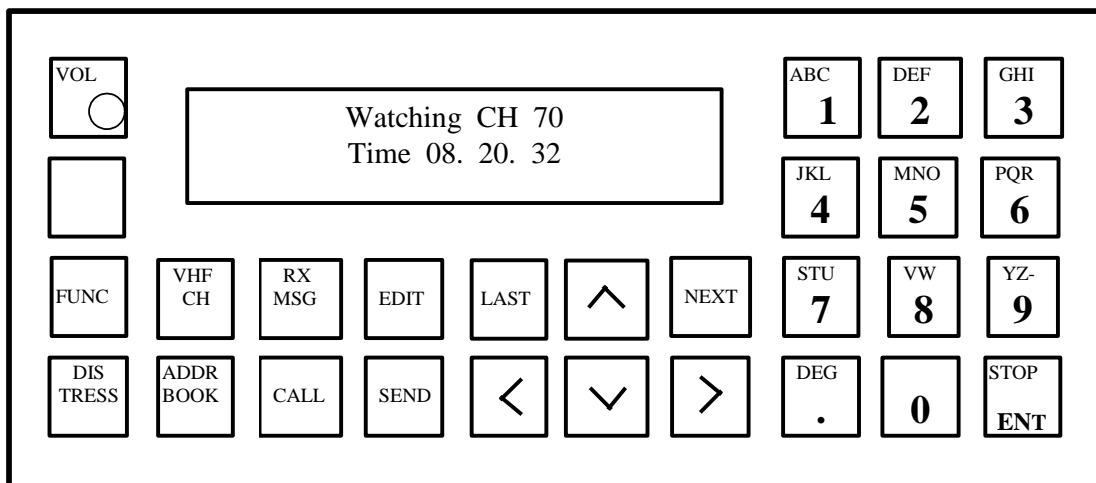 VOL
Watching CH 70
Time 08. 20. 32
ABC
1
DEF
2
GHI
3
JKL
4
MNO
5
PQR
6
FUNC
VHF
CH
RX
MSG
EDIT
LAST
NEXT
STU
7
VW
8
YZ-
9
DIS
TRESS
ADDR
BOOK
CALL
SEND
DEG
.
0
STOP
ENT